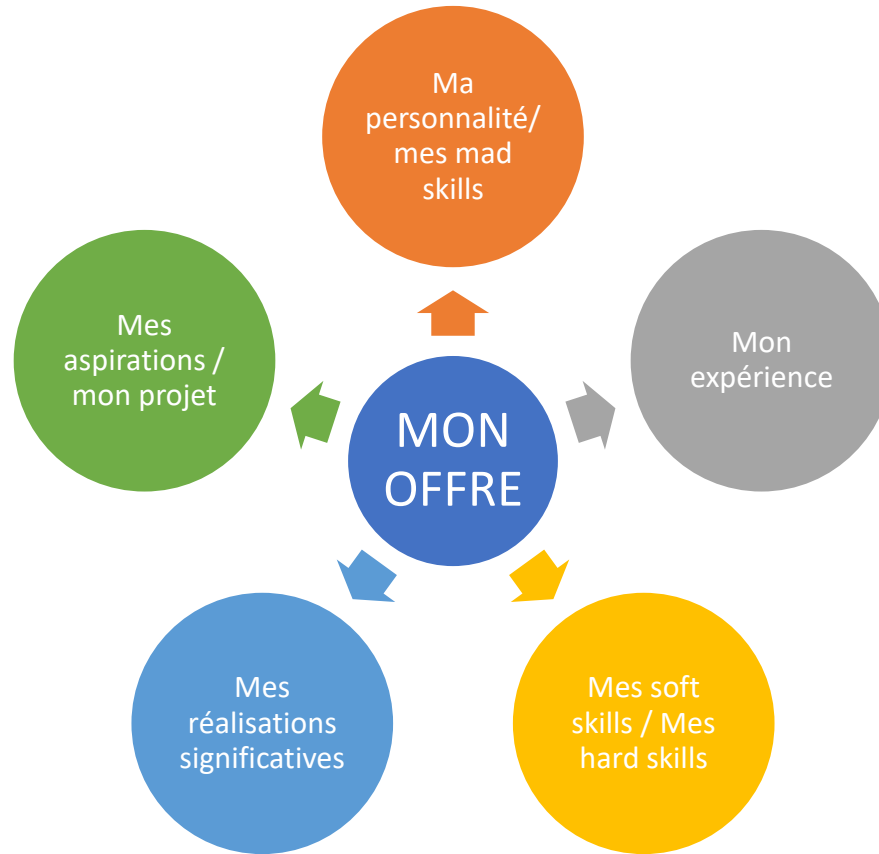 Ma
personnalité/
mes mad
skills
Mes
aspirations /
mon projet
Mon
expérience
MON
OFFRE
Mes
réalisations
significatives
Mes soft
skills / Mes
hard skills